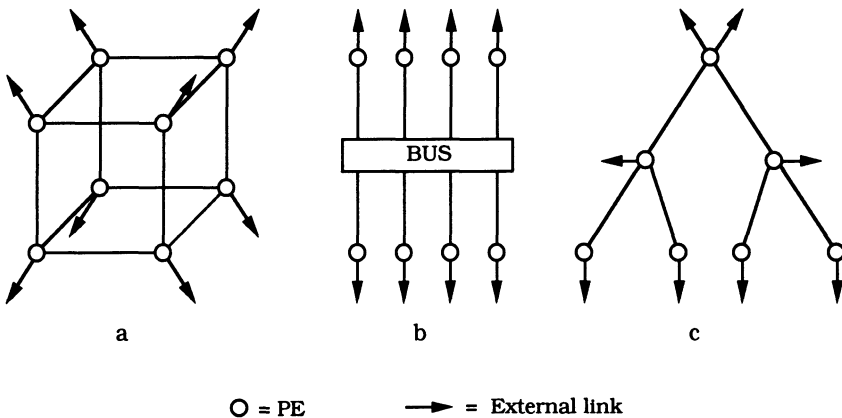 BUS
a b c
O = PE → = External link